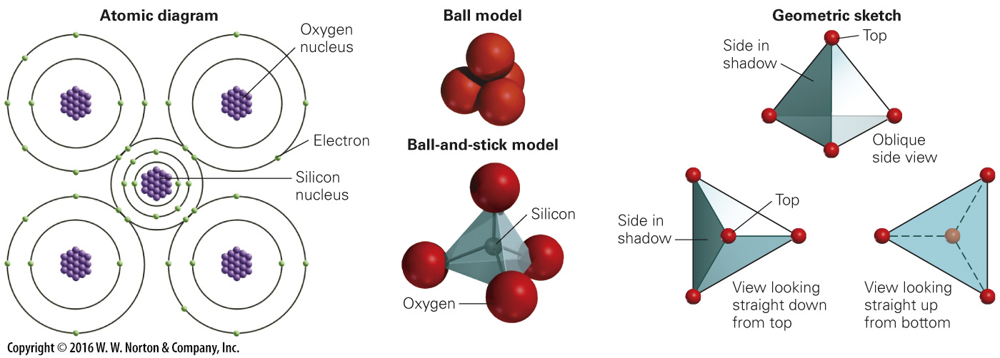 Atomic diagram
Oxygen
nucleus
Electron
Silicon
nucleus
Ball model
Ball-and-stick model
Silicon
Oxygen
Geometric sketch
Top
Side in
shadow
Oblique
side view
Top
Side in
shadow
View looking
straight down
from top
View looking
straight up
from bottom
Copyright © 2016 W. W. Norton & Company, Inc.